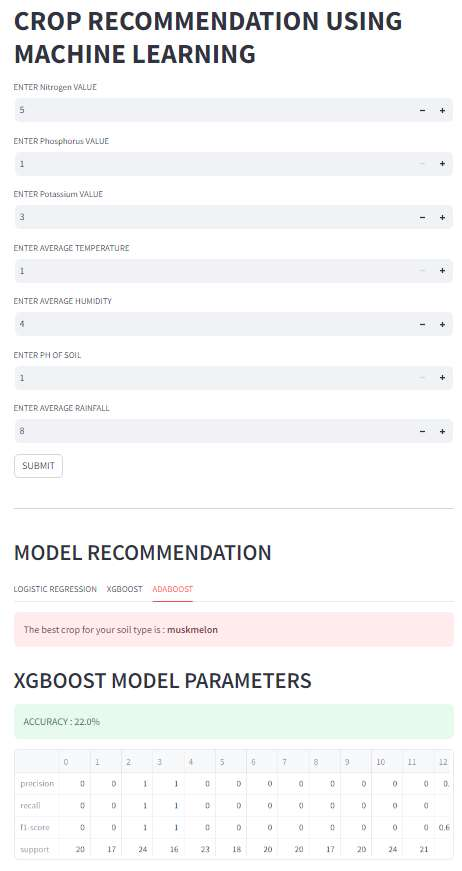 CROP RECOMMENDATION USING
MACHINE LEARNING
ENTER Nitrogen VALUE
5 − +
ENTER Phosphorus VALUE
1 − +
ENTER Potassium VALUE
3 − +
ENTER AVERAGE TEMPERATURE
1 − +
ENTER AVERAGE HUMIDITY
4 − +
ENTER PH OF SOIL
1 − +
ENTER AVERAGE RAINFALL
8 − +
SUBMIT
MODEL RECOMMENDATION
LOGISTIC REGRESSION XGBOOST ADABOOST
The best crop for your soil type is : muskmelon
XGBOOST MODEL PARAMETERS
ACCURACY : 22.0%
0 1 2 3 4 5 6 7 8 9 10 11 12
precision 0 0 1 1 0 0 0 0 0 0 0 0 0.
recall 0 0 1 1 0 0 0 0 0 0 0 0
f1-score 0 0 1 1 0 0 0 0 0 0 0 0 0.6
support 20 17 24 16 23 18 20 20 17 20 24 21